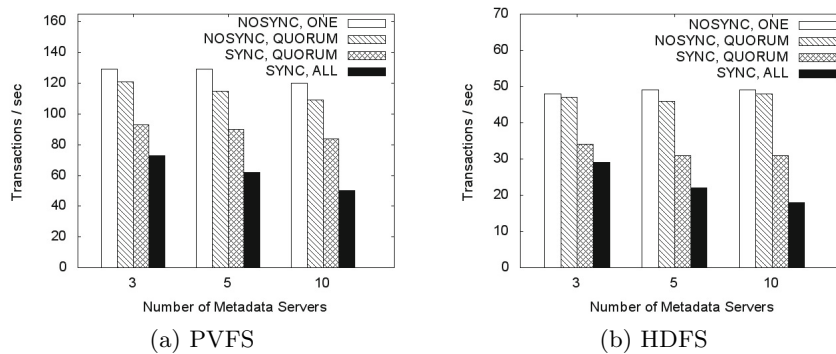 160
140
120
100
80
60
40
20
0
Transactions / sec
NOSYNC, ONE
NOSYNC, QUORUM
SYNC, QUORUM
SYNC, ALL
3 5 10
Number of Metadata Servers
(a) PVFS
70
60
50
40
30
20
10
0
Transactions / sec
NOSYNC, ONE
NOSYNC, QUORUM
SYNC, QUORUM
SYNC, ALL
3 5 10
Number of Metadata Servers
(b) HDFS